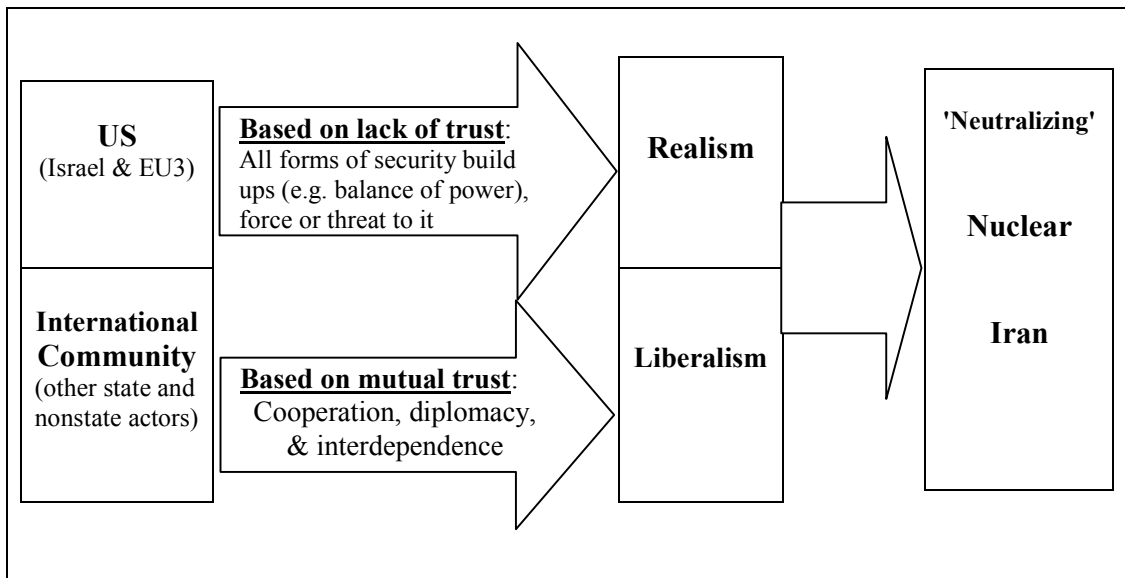 US
(Israel & EU3)
Based on lack of trust:
All forms of security build
ups (e.g. balance of power),
force or threat to it
Realism
'Neutralizing'
Nuclear
Iran
International
Community
(other state and
nonstate actors)
Based on mutual trust:
Cooperation, diplomacy,
& interdependence
Liberalism